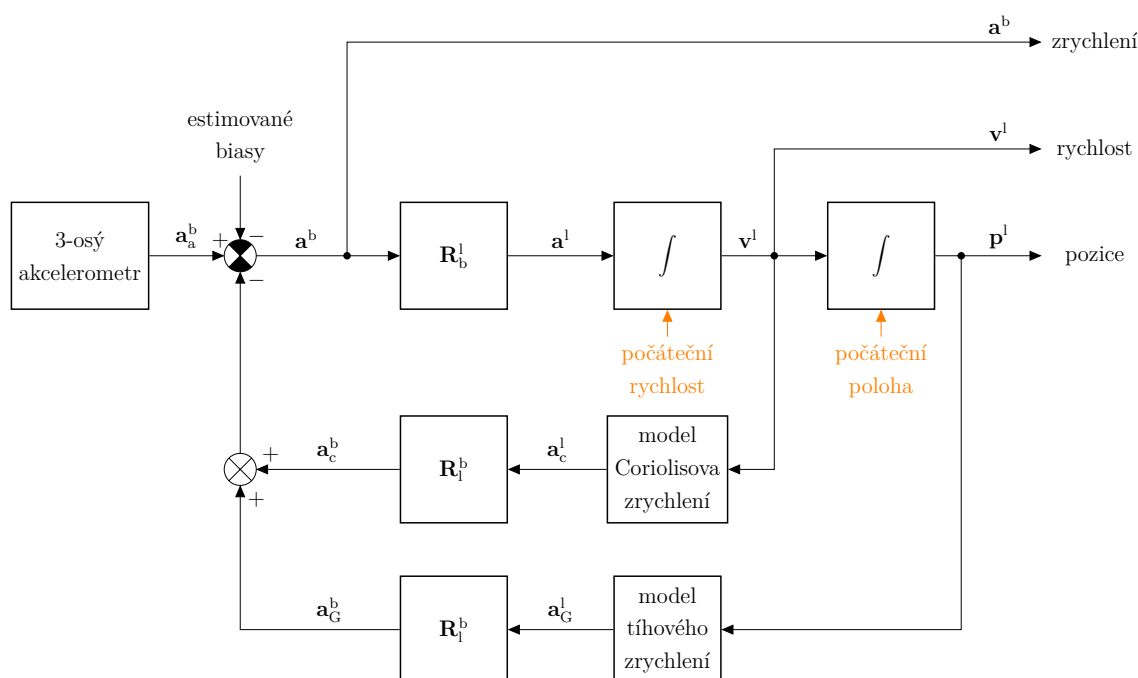 a^b
zrychlení
estimované
biasy
v^l
rychlost
3-osý
akcelerometr
a_a^b
+
−
−
a^b
R_b^l
a^l
∫
v^l
∫
p^l
pozice
počáteční
rychlost
počáteční
poloha
+
+
a_c^b
R_l^b
a_c^l
model
Coriolisova
zrychlení
a_G^b
R_l^b
a_G^l
model
tíhového
zrychlení